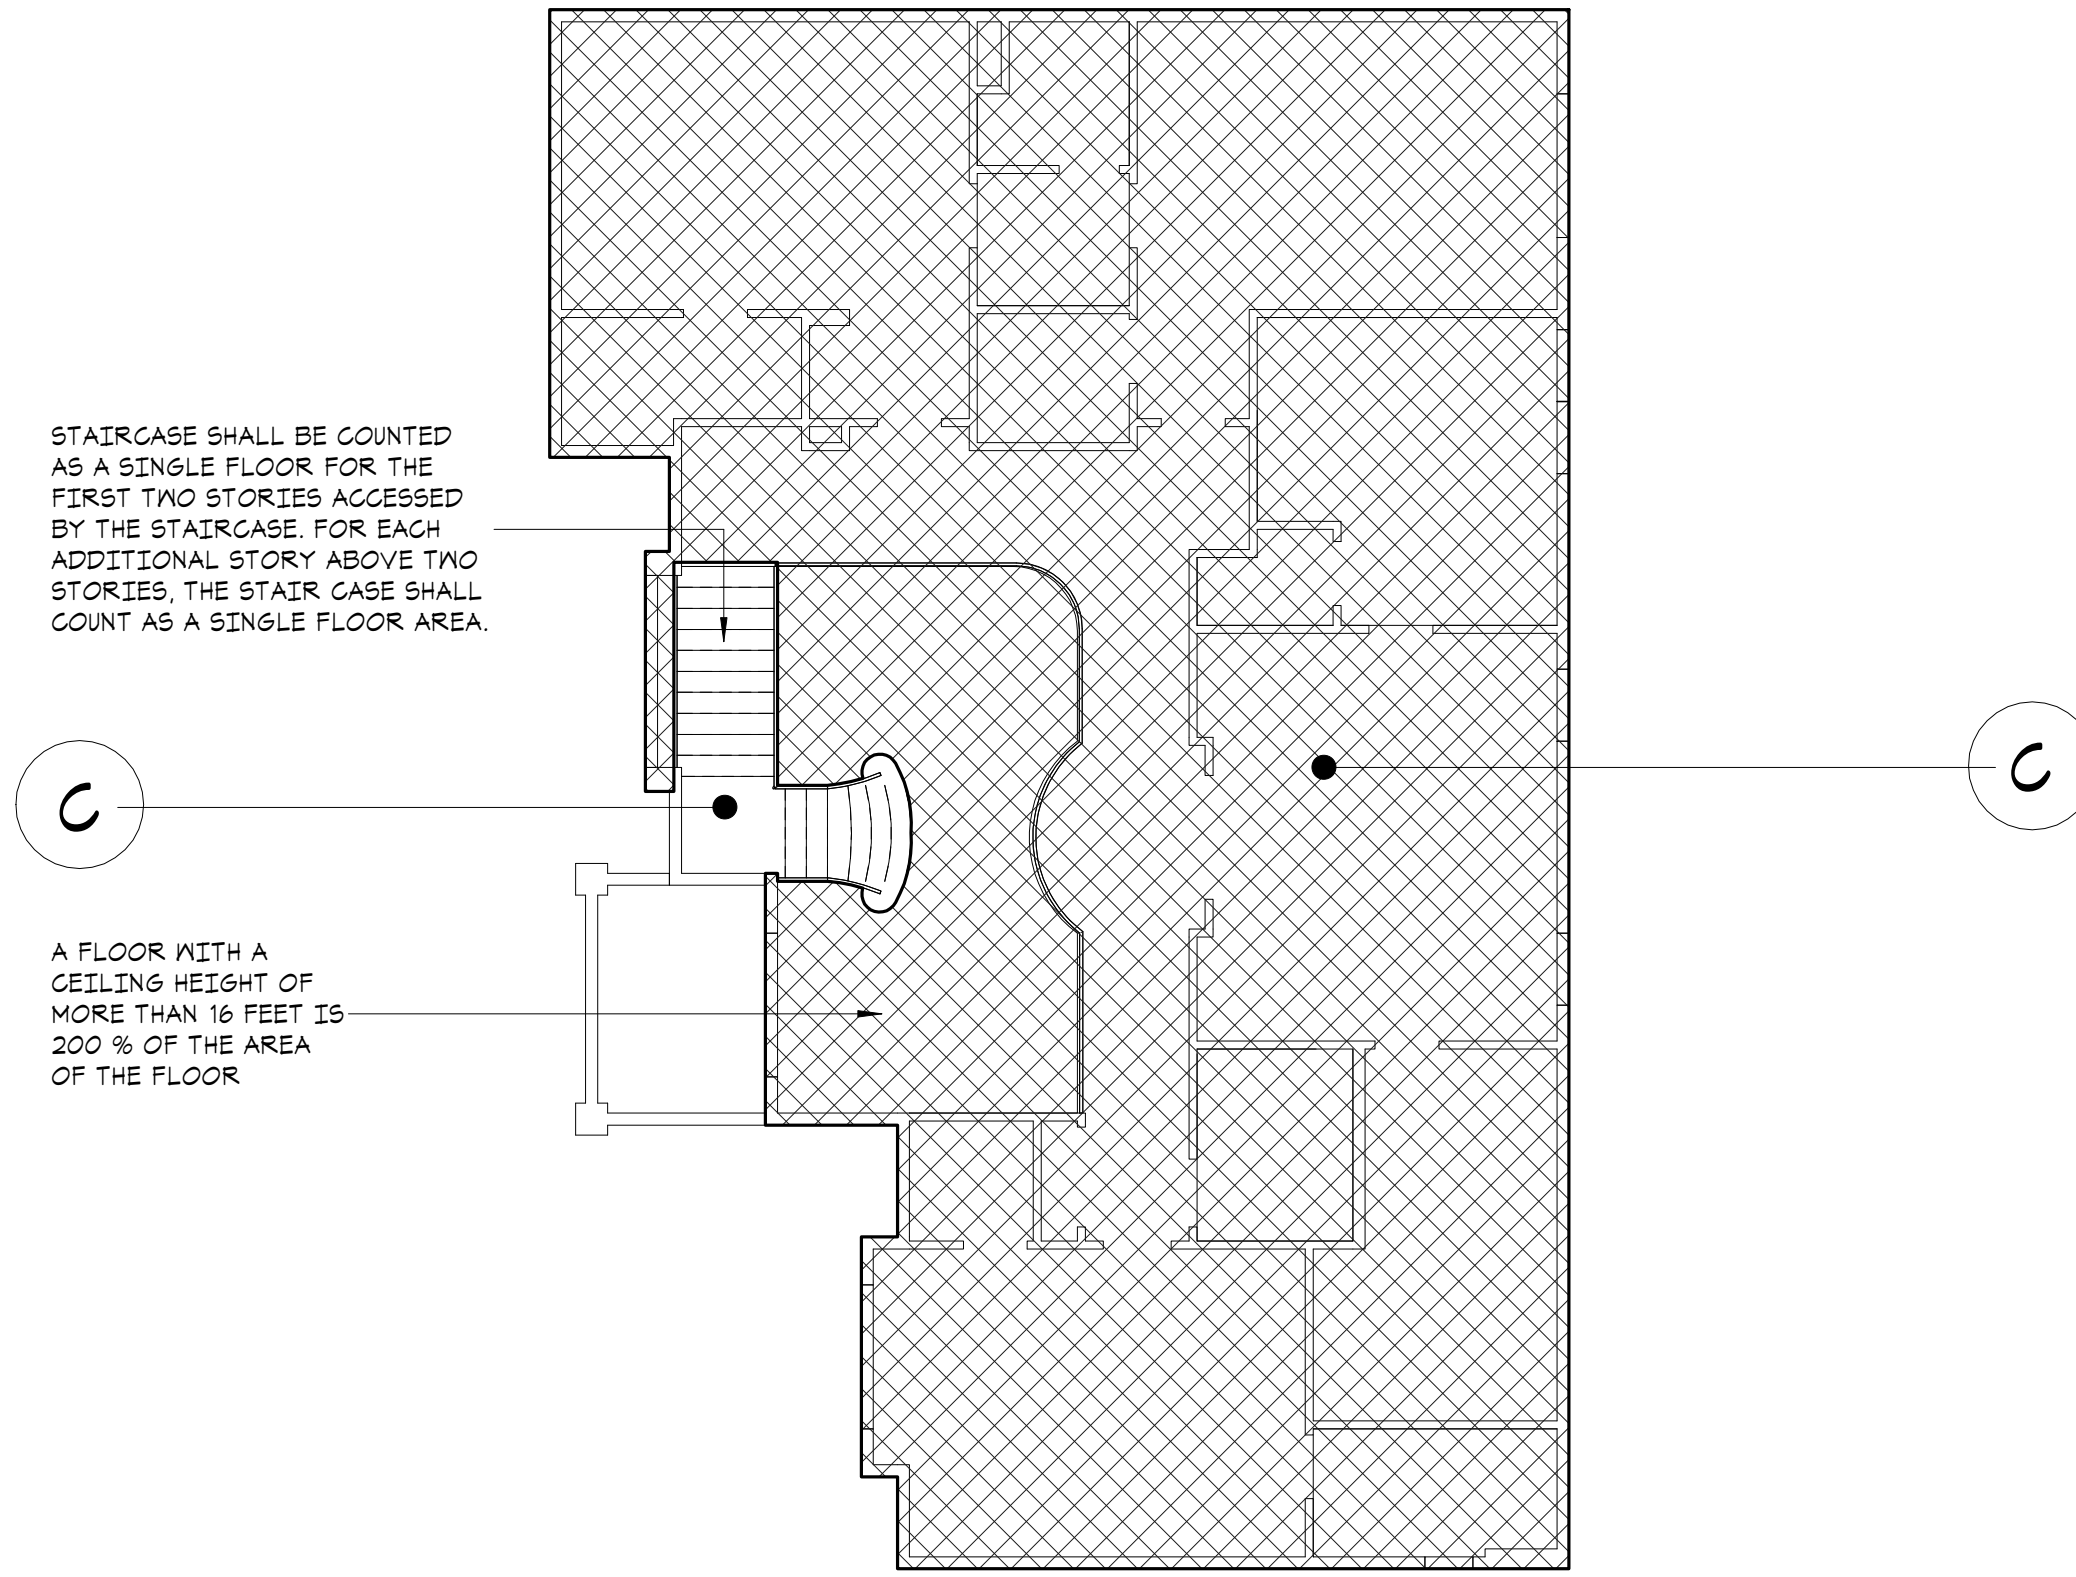 STAIRCASE SHALL BE COUNTED
AS A SINGLE FLOOR FOR THE
FIRST TWO STORIES ACCESSED
BY THE STAIRCASE. FOR EACH
ADDITIONAL STORY ABOVE TWO
STORIES, THE STAIR CASE SHALL
COUNT AS A SINGLE FLOOR AREA.
C
C
A FLOOR WITH A
CEILING HEIGHT OF
MORE THAN 16 FEET IS
200 % OF THE AREA
OF THE FLOOR